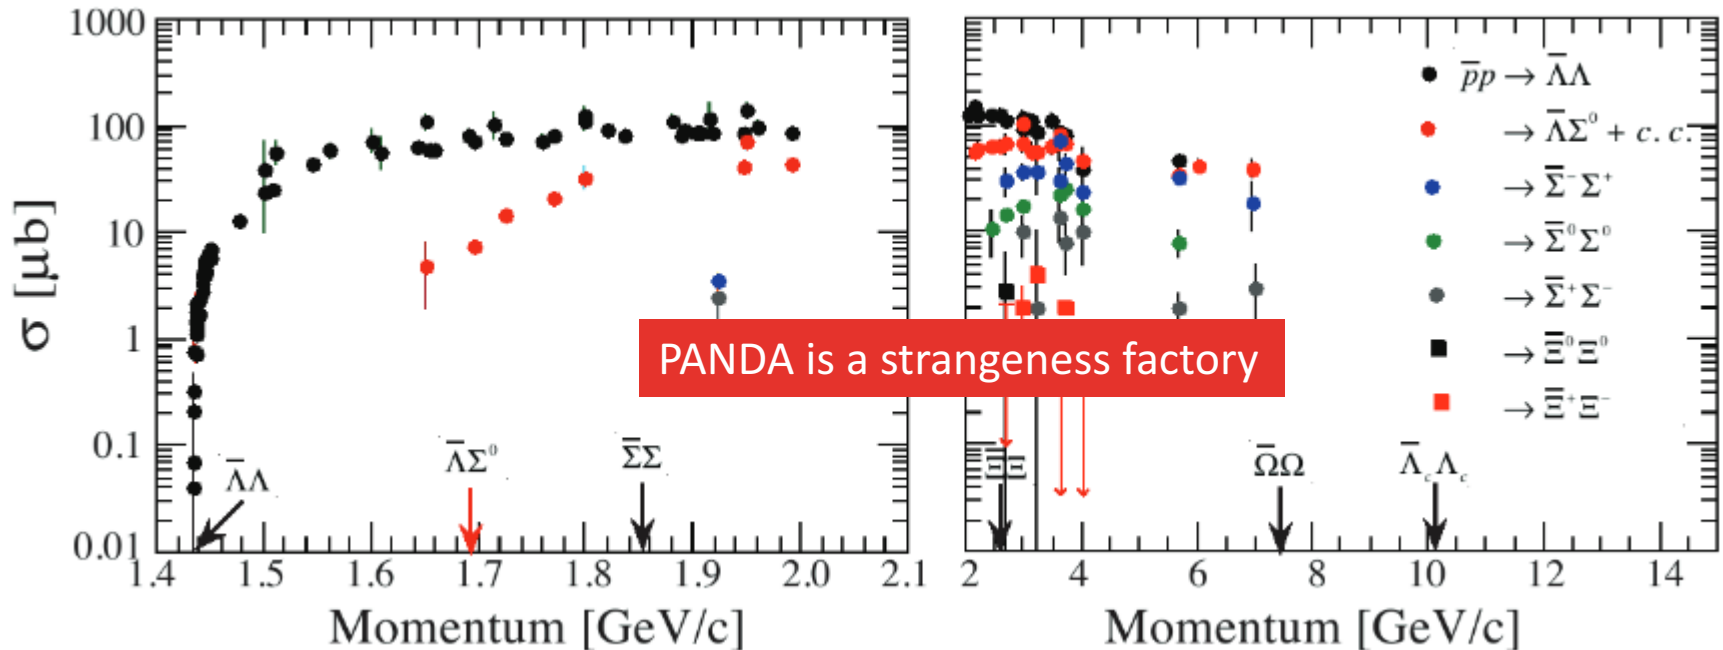 1000
100
10
1
0.1
0.01
σ [μb]
Λ̅Λ
Λ̅Σ⁰
Σ̅Σ
1.4 1.5 1.6 1.7 1.8 1.9 2.0 2.1
Momentum [GeV/c]
PANDA is a strangeness factory
p̅p → Λ̅Λ
→ Λ̅Σ⁰ + c.c.
→ Σ̅⁻Σ⁺
→ Σ̅⁰Σ⁰
→ Σ̅⁺Σ⁻
→ Ξ̅⁰Ξ⁰
→ Ξ̅⁺Ξ⁻
Ξ̅Ξ
Ω̅Ω
Λ̅cΛc
2 4 6 8 10 12 14
Momentum [GeV/c]